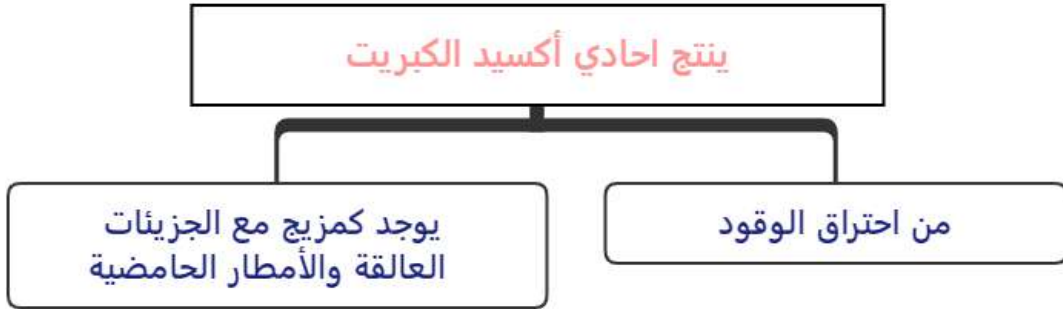 ينتج احادي أكسيد الكبريت
من احتراق الوقود
يوجد كمزيج مع الجزيئات
العالقة والأمطار الحامضية